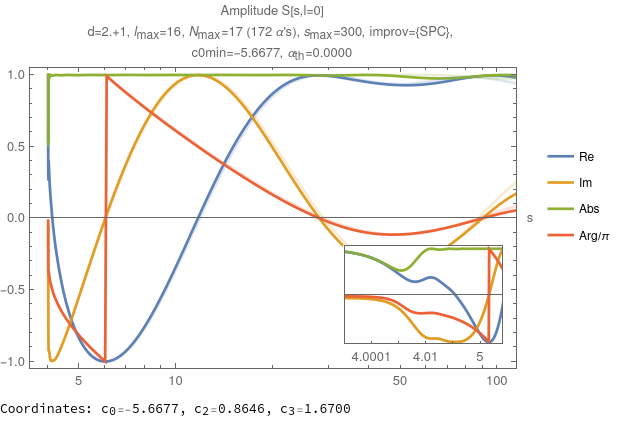 Amplitude S[s,l=0]
d=2.+1, lmax=16, Nmax=17 (172 α's), smax=300, improv={SPC},
c0min=-5.6677, αth=0.0000
1.0
0.5
0.0
-0.5
-1.0
5
10
50
100
s
Re
Im
Abs
Arg/π
4.0001
4.01
5
Coordinates: c0=-5.6677, c2=0.8646, c3=1.6700